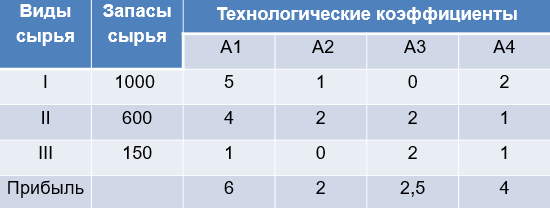 Виды сырья Запасы сырья Технологические коэффициенты
А1 А2 А3 А4
I 1000 5 1 0 2
II 600 4 2 2 1
III 150 1 0 2 1
Прибыль 6 2 2,5 4